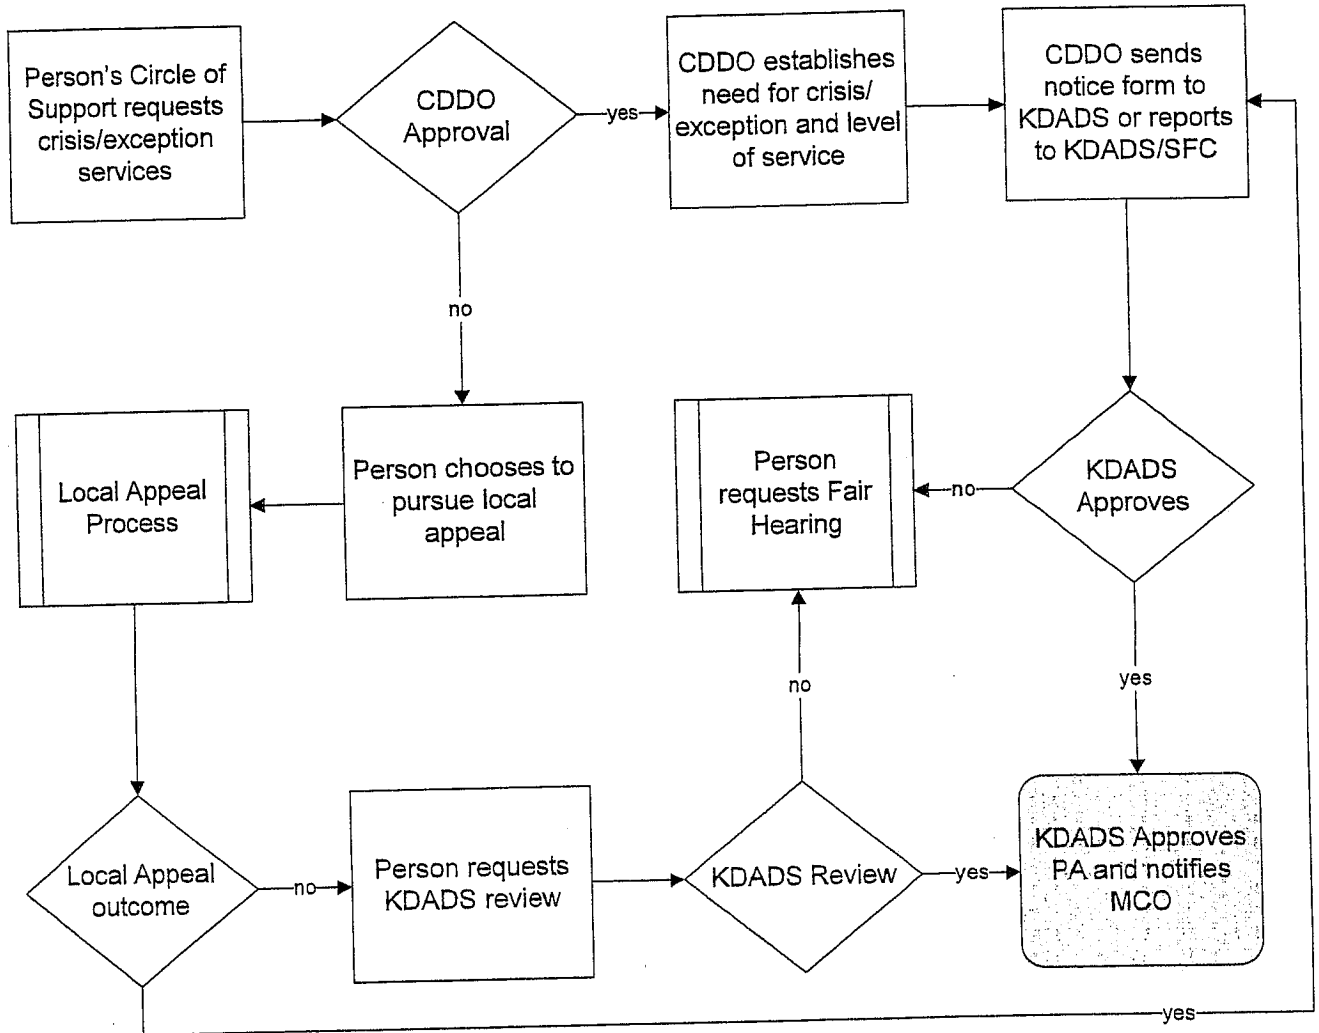 Person's Circle of
Support requests
crisis/exception
services
CDDO
Approval
yes
CDDO establishes
need for crisis/
exception and level
of service
CDDO sends
notice form to
KDADS or reports
to KDADS/SFC
no
Local Appeal
Process
Person chooses to
pursue local
appeal
Person
requests Fair
Hearing
no
KDADS
Approves
no
yes
Local Appeal
outcome
no
Person requests
KDADS review
KDADS Review
yes
KDADS Approves
PA and notifies
MCO
yes